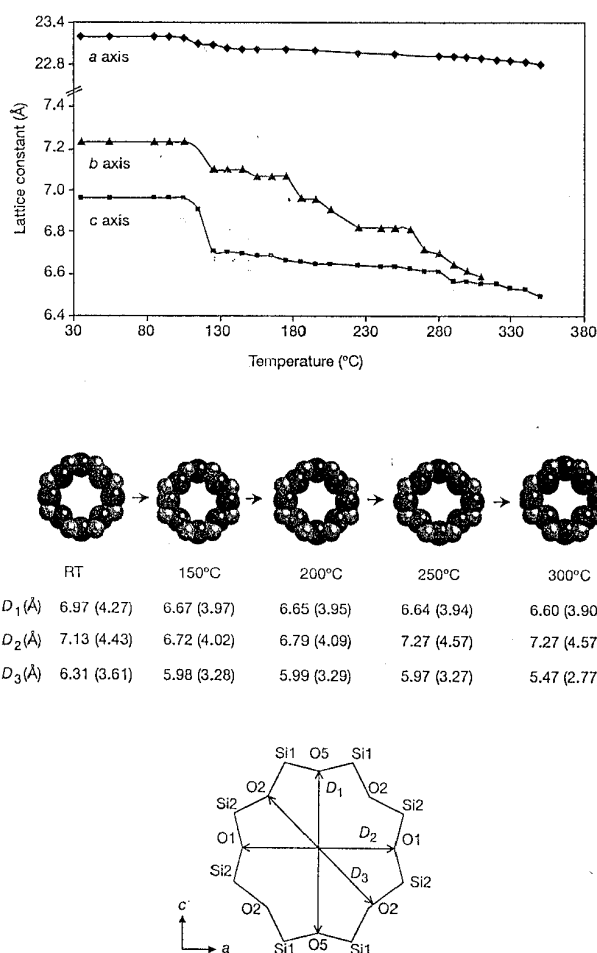 23.4
22.8
7.4
7.2
7.0
6.8
6.6
6.4
Lattice constant (Å)
a axis
b axis
c axis
30 80 130 180 230 280 330 380
Temperature (ºC)
RT 150ºC 200ºC 250ºC 300ºC
D1(Å) 6.97 (4.27) 6.67 (3.97) 6.65 (3.95) 6.64 (3.94) 6.60 (3.90
D2(Å) 7.13 (4.43) 6.72 (4.02) 6.79 (4.09) 7.27 (4.57) 7.27 (4.57
D3(Å) 6.31 (3.61) 5.98 (3.28) 5.99 (3.29) 5.97 (3.27) 5.47 (2.77
Si1 O5 Si1
O2 D1 O2
Si2 Si2
O1 D2 O1
Si2 D3 Si2
O2 O2
c
a
Si1 O5 Si1